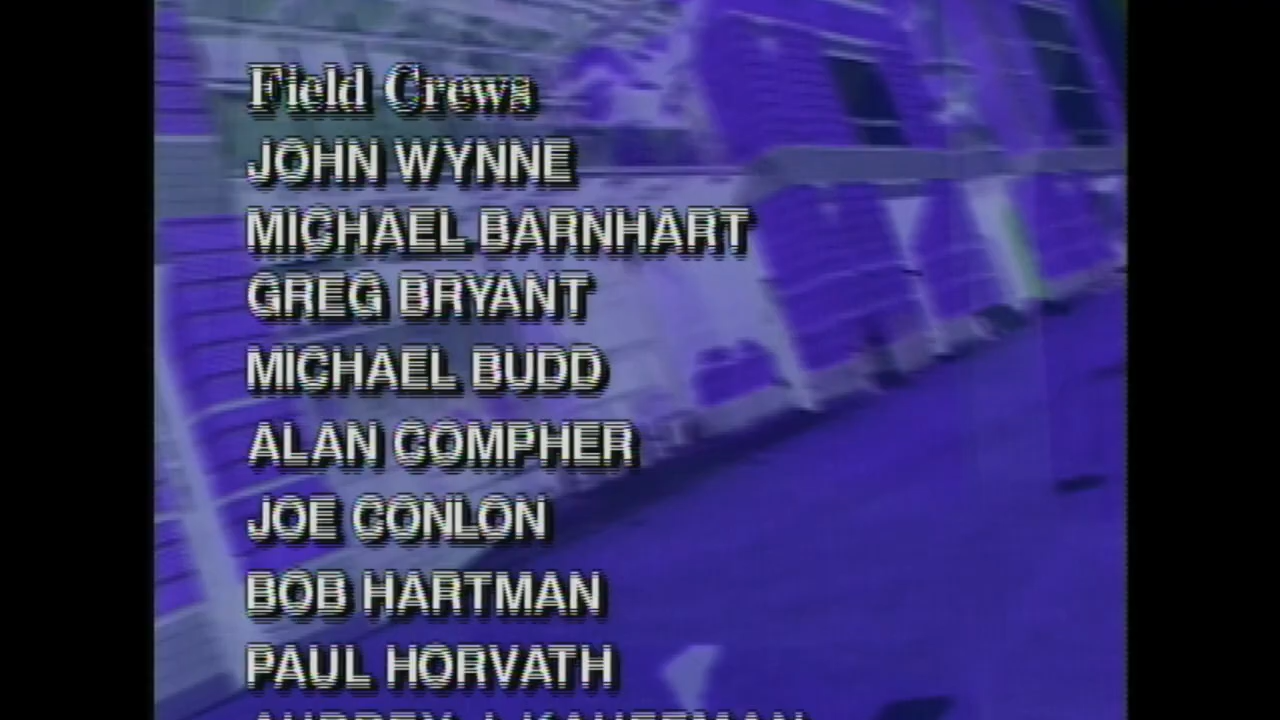 Field Crews
JOHN WYNNE
MICHAEL BARNHART
GREG BRYANT
MICHAEL BUDD
ALAN COMPHER
JOE CONLON
BOB HARTMAN
PAUL HORVATH